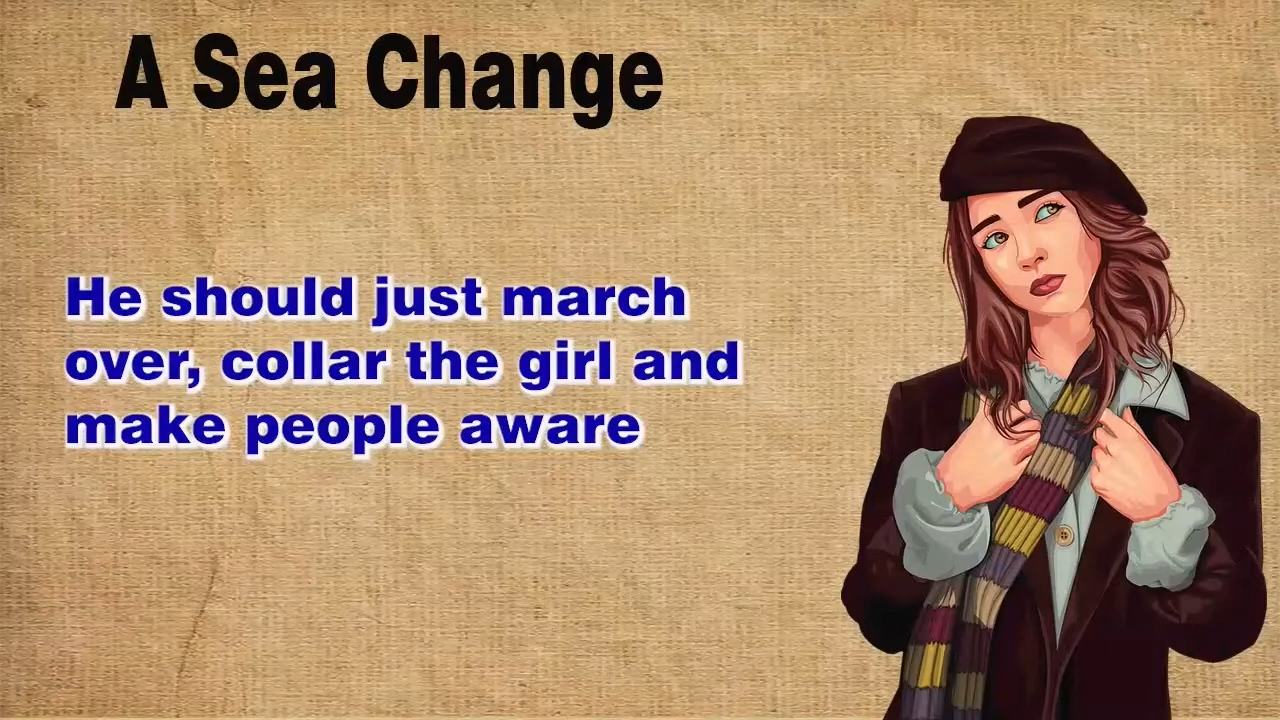 A Sea Change
He should just march
over, collar the girl and
make people aware